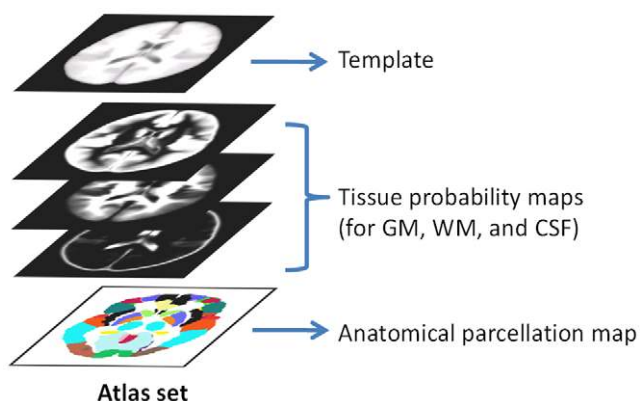 Template
Tissue probability maps
(for GM, WM, and CSF)
Anatomical parcellation map
Atlas set